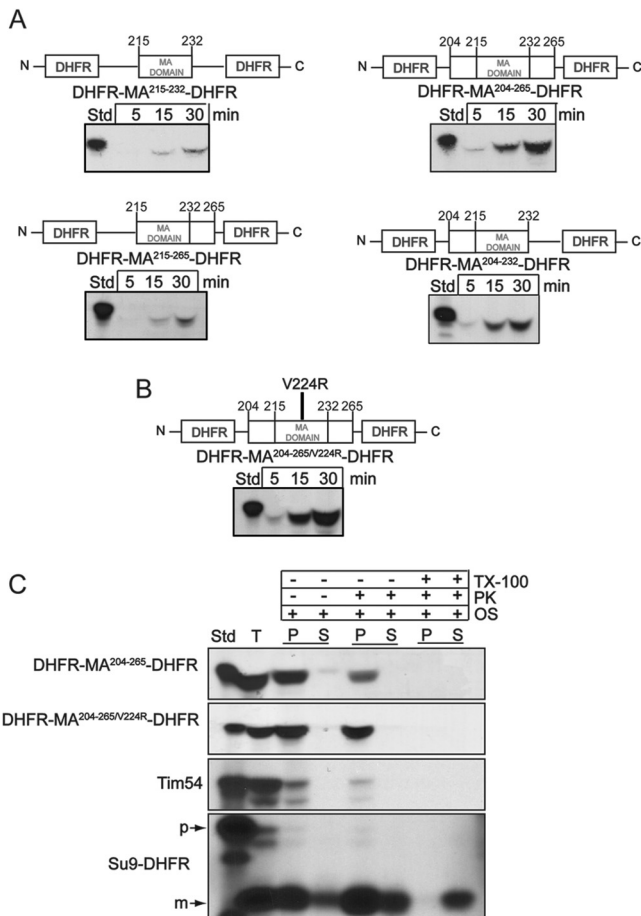 A
215 232
N DHFR MA DOMAIN DHFR C
DHFR-MA215-232-DHFR
Std 5 15 30 min
204 215 232 265
N DHFR MA DOMAIN DHFR C
DHFR-MA204-265-DHFR
Std 5 15 30 min
215 232 265
N DHFR MA DOMAIN DHFR C
DHFR-MA215-265-DHFR
Std 5 15 30 min
204 215 232
N DHFR MA DOMAIN DHFR C
DHFR-MA204-232-DHFR
Std 5 15 30 min
B
V224R
204 215 232 265
N DHFR MA DOMAIN DHFR C
DHFR-MA204-265/V224R-DHFR
Std 5 15 30 min
C
- - - - + + TX-100
- - + + + + PK
+ + + + + + OS
Std T P S P S P S
DHFR-MA204-265-DHFR
DHFR-MA204-265/V224R-DHFR
Tim54
p
Su9-DHFR
m